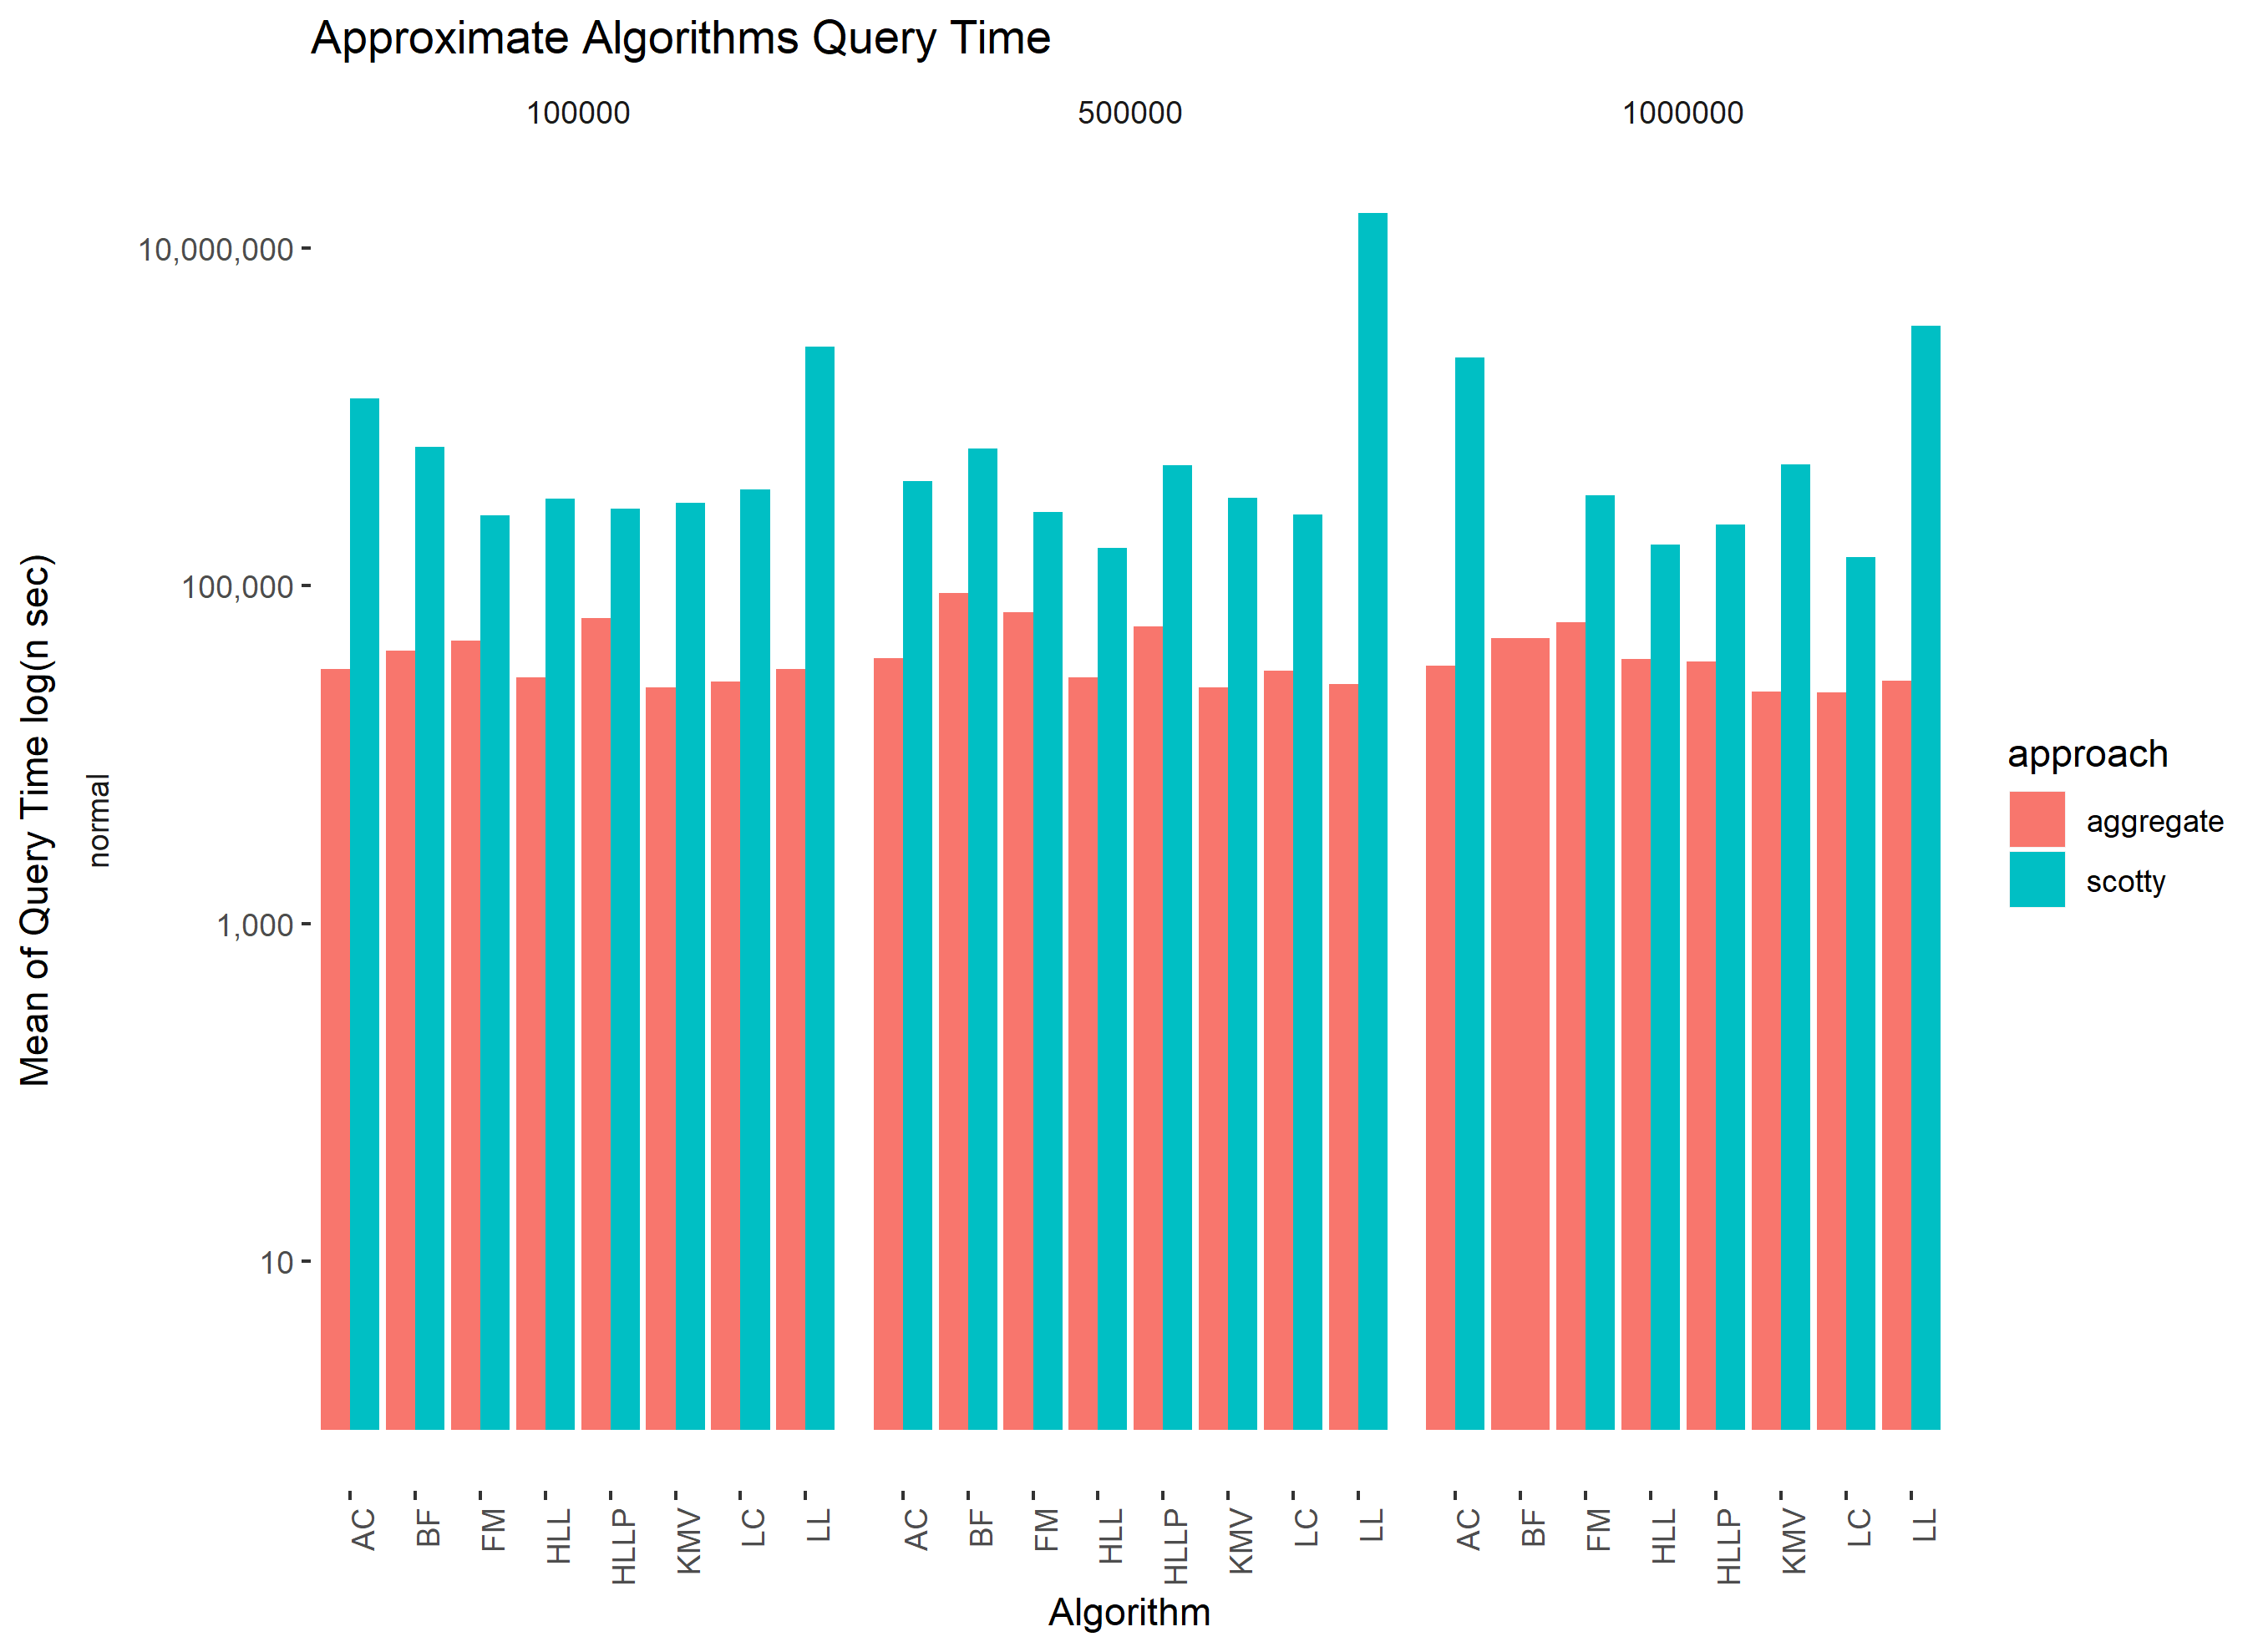 Approximate Algorithms Query Time
100000 500000 1000000
10,000,000
100,000
1,000
10
Mean of Query Time log(n sec)
normal
AC BF FM HLL HLLP KMV LC LL AC BF FM HLL HLLP KMV LC LL AC BF FM HLL HLLP KMV LC LL
Algorithm
approach
aggregate
scotty